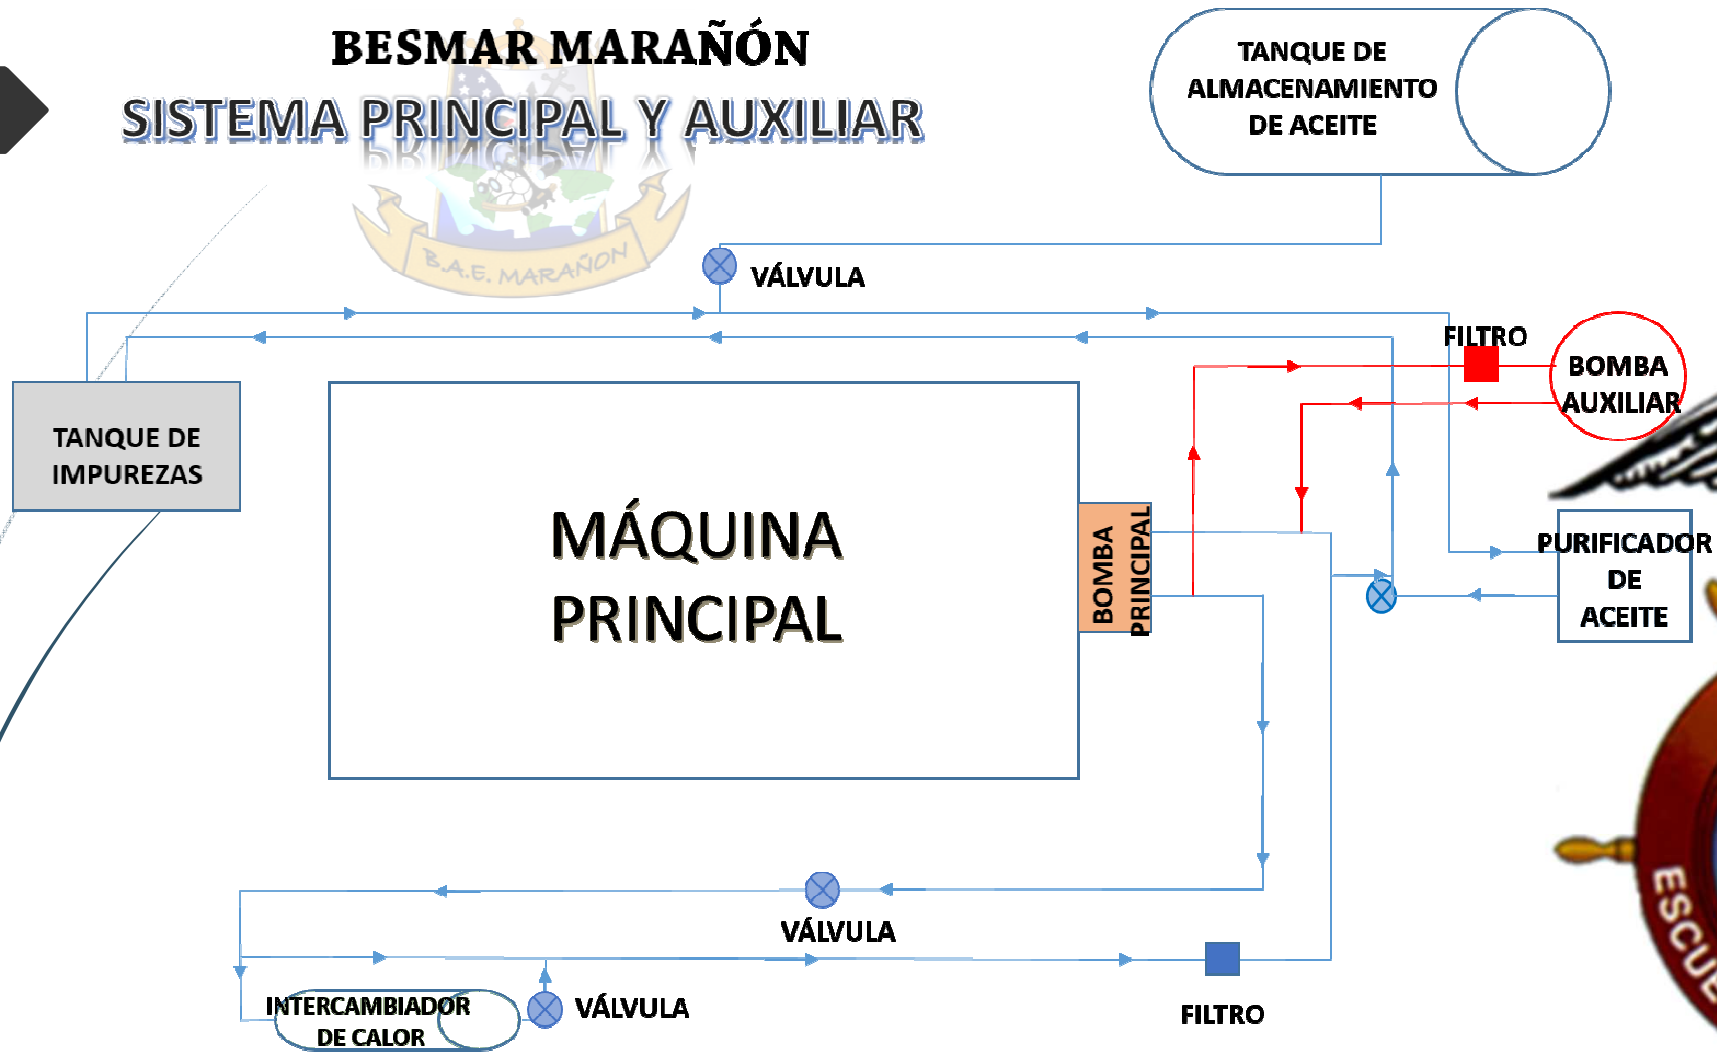 BESMAR MARAÑÓN
SISTEMA PRINCIPAL Y AUXILIAR
B.A.E. MARAÑON
TANQUE DE
ALMACENAMIENTO
DE ACEITE
VÁLVULA
FILTRO
BOMBA
AUXILIAR
TANQUE DE
IMPUREZAS
MÁQUINA
PRINCIPAL
BOMBA
PRINCIPAL
PURIFICADOR
DE
ACEITE
VÁLVULA
INTERCAMBIADOR
DE CALOR
VÁLVULA
FILTRO